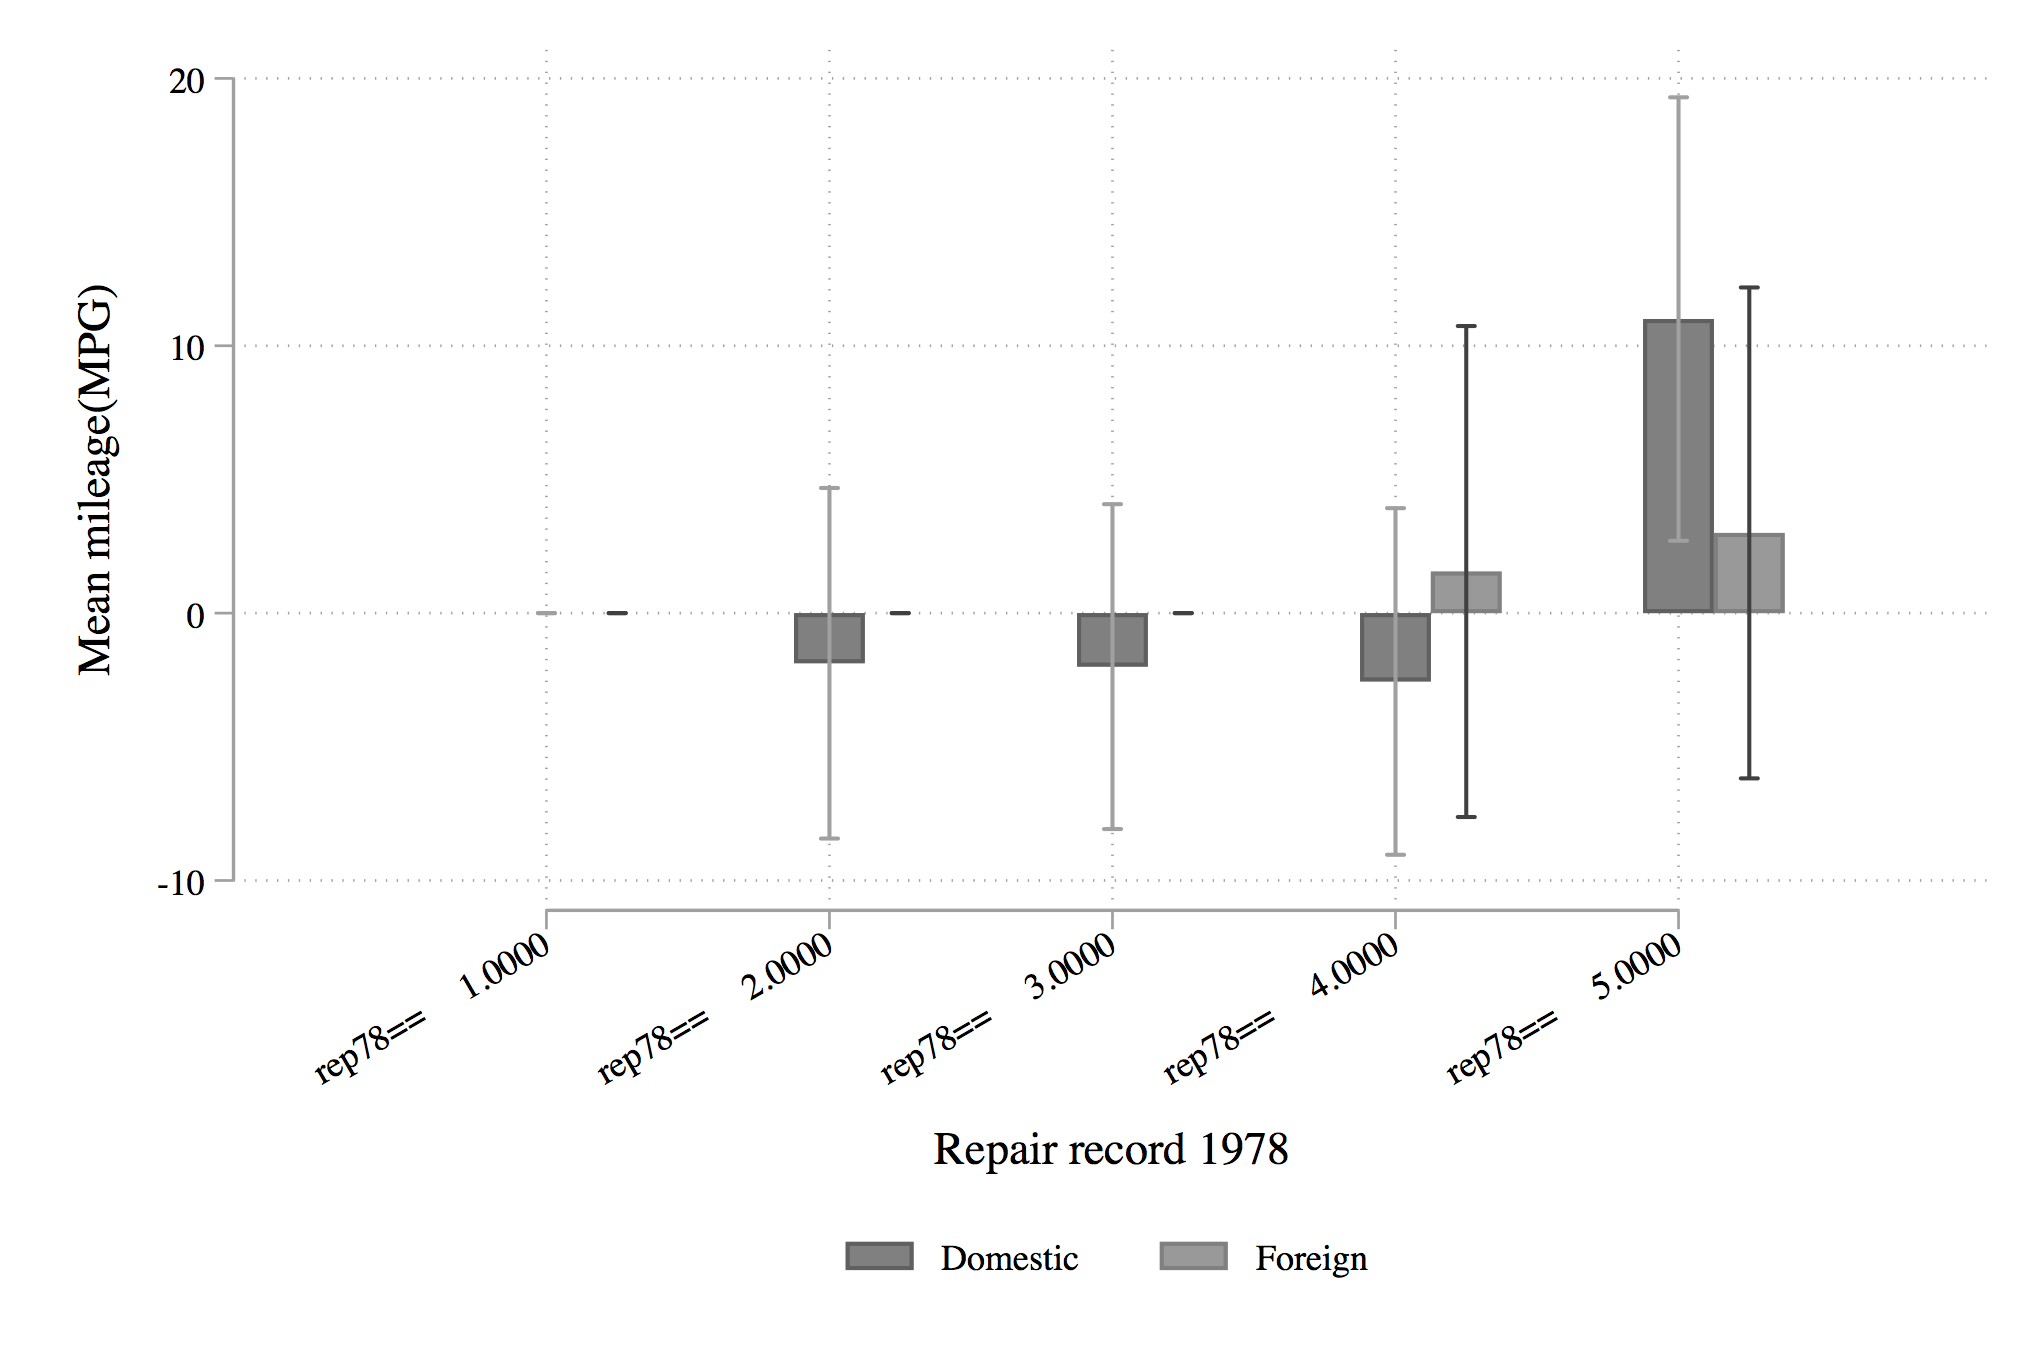 Mean mileage(MPG)
20
10
0
-10
rep78== 1.0000
rep78== 2.0000
rep78== 3.0000
rep78== 4.0000
rep78== 5.0000
Repair record 1978
Domestic
Foreign